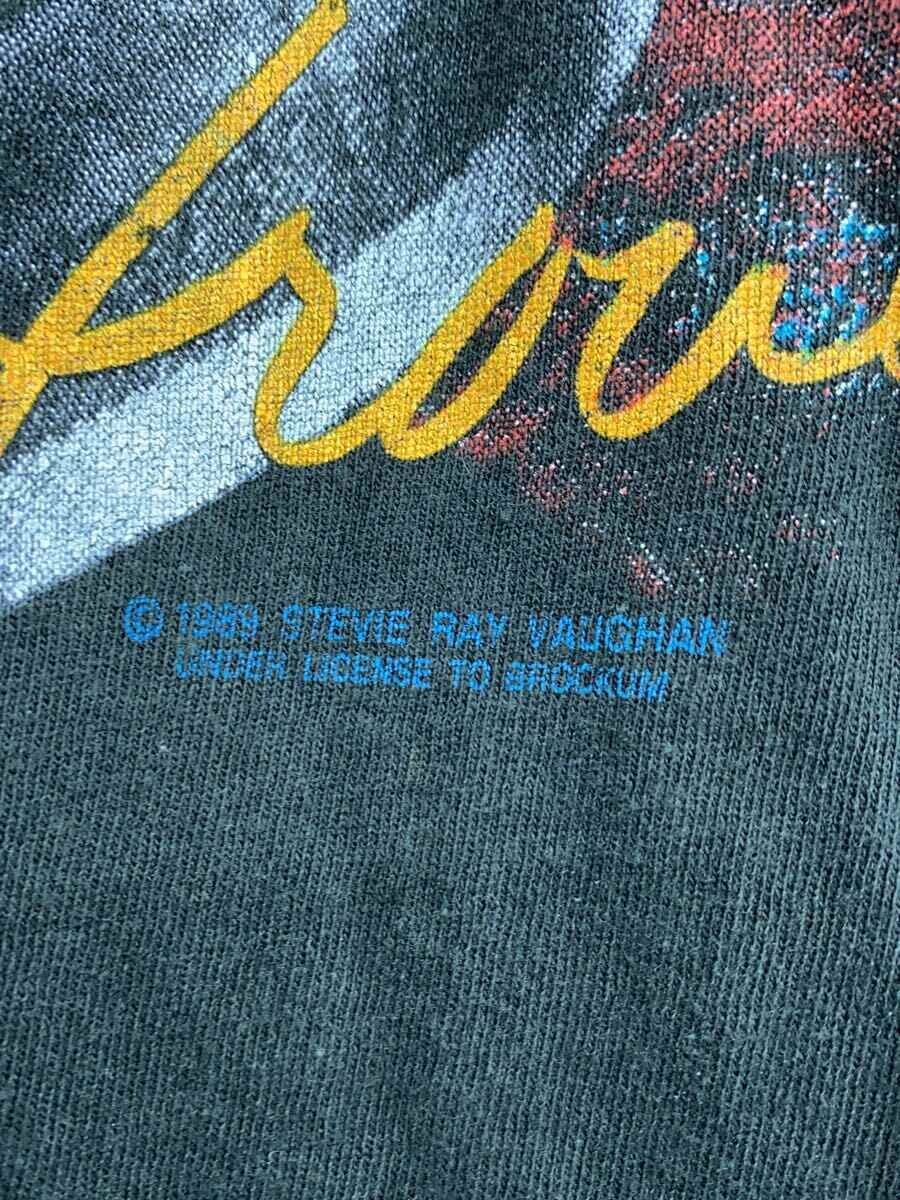 © 1989 STEVIE RAY VAUGHAN
UNDER LICENSE TO BROCKUM